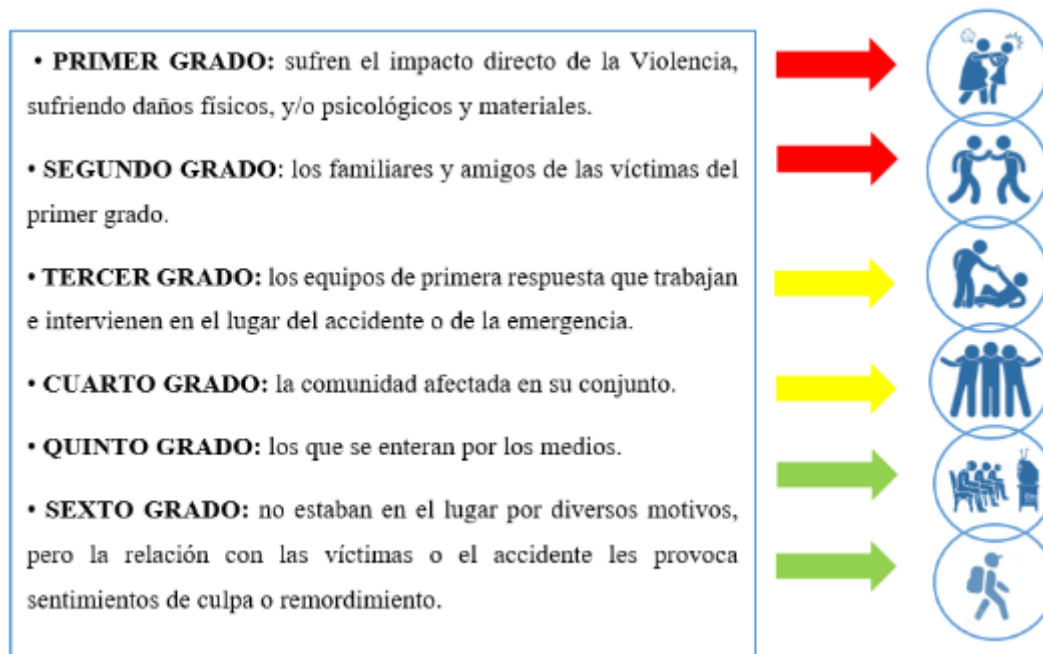 • PRIMER GRADO: sufren el impacto directo de la Violencia,
sufriendo daños físicos, y/o psicológicos y materiales.
• SEGUNDO GRADO: los familiares y amigos de las víctimas del
primer grado.
• TERCER GRADO: los equipos de primera respuesta que trabajan
e intervienen en el lugar del accidente o de la emergencia.
• CUARTO GRADO: la comunidad afectada en su conjunto.
• QUINTO GRADO: los que se enteran por los medios.
• SEXTO GRADO: no estaban en el lugar por diversos motivos,
pero la relación con las víctimas o el accidente les provoca
sentimientos de culpa o remordimiento.